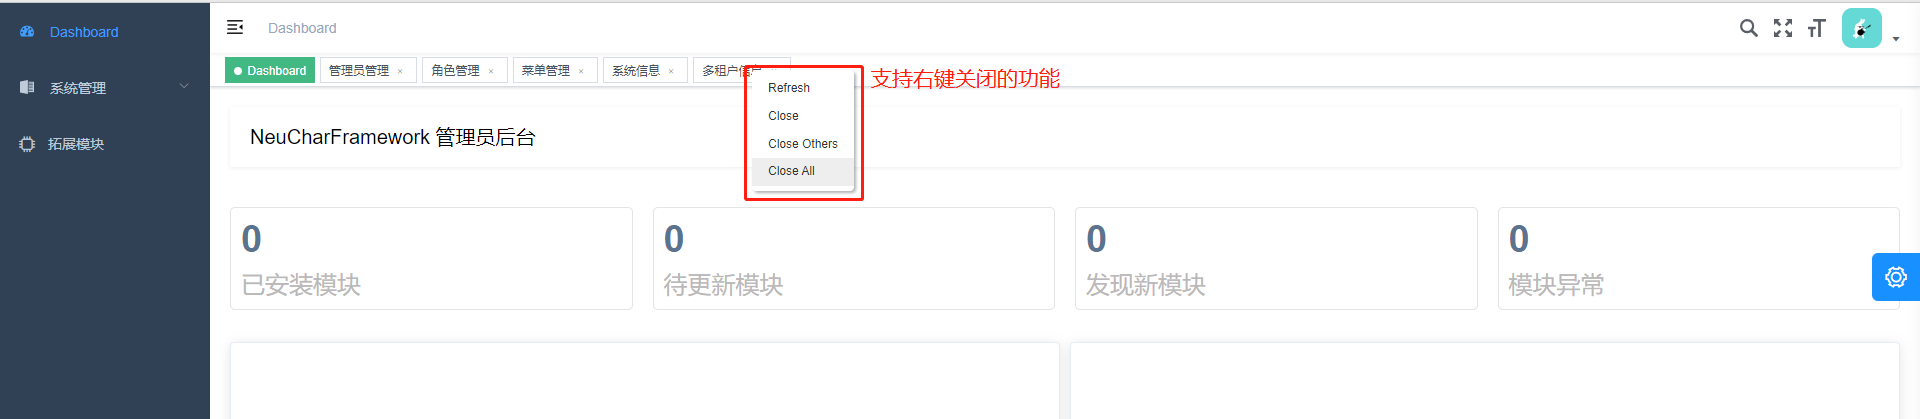 Dashboard
系统管理
拓展模块
Dashboard
Dashboard
管理员管理 ×
角色管理 ×
菜单管理 ×
系统信息 ×
多租户信息
支持右键关闭的功能
Refresh
Close
Close Others
Close All
NeuCharFramework 管理员后台
0
已安装模块
0
待更新模块
0
发现新模块
0
模块异常